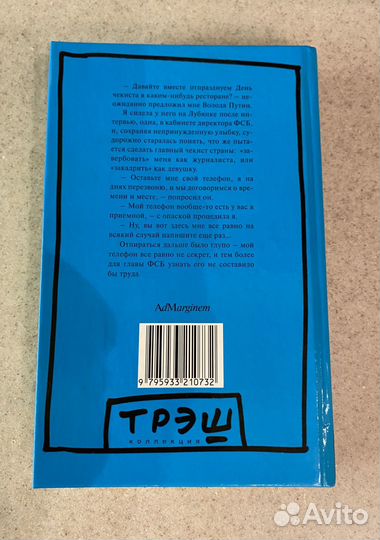 — Давайте вместе отпразднуем День
чекиста в каком-нибудь ресторане? — не-
ожиданно предложил мне Володя Путин.
Я сидела у него на Лубянке после ин-
тервью, одна, в кабинете директора ФСБ,
и, сохраняя непринужденную улыбку, су-
дорожно старалась понять, что же пыта-
ется сделать главный чекист страны: «за-
вербовать» меня как журналиста, или
«закадрить» как девушку.
— Оставьте мне свой телефон, я на
днях перезвоню, и мы договоримся о вре-
мени и месте, — попросил он.
— Мой телефон вообще-то есть у вас в
приемной, — с опаской процедила я.
— Ну, вы вот здесь мне все равно на
всякий случай напишите еще раз...
Отпираться дальше было глупо — мой
телефон все равно не секрет, и тем более
для главы ФСБ узнать его не составило
бы труда.
AdMarginem
9 795933 210732
ТРЭШ
КОЛЛЕКЦИЯ
Avito